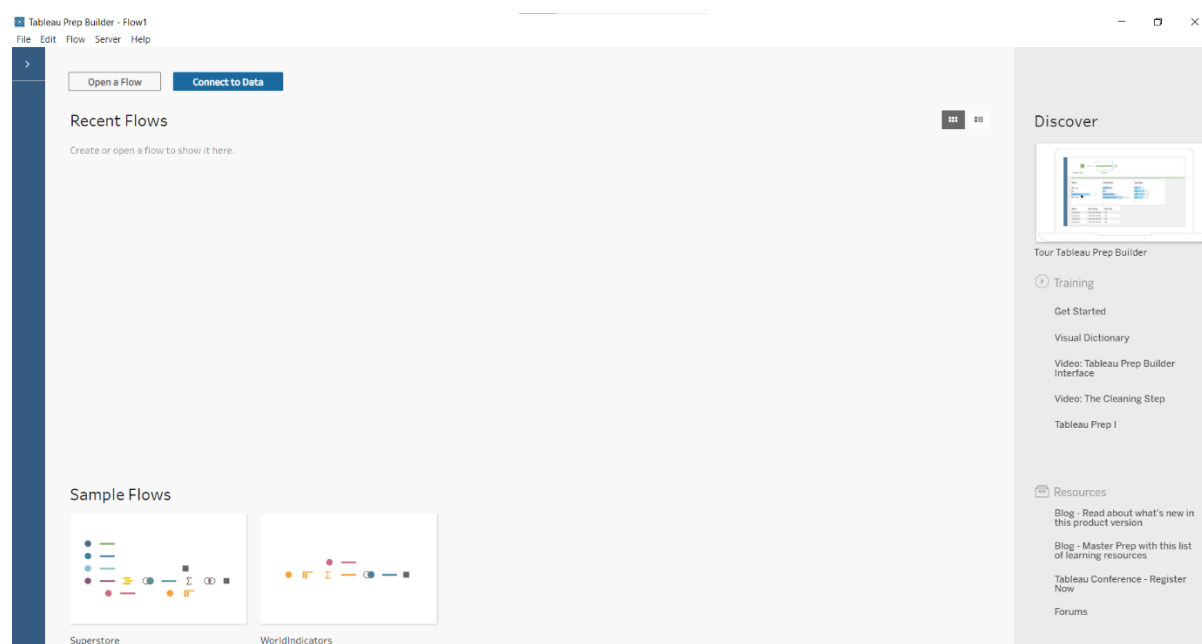 Tableau Prep Builder - Flow1
File Edit Flow Server Help
Open a Flow
Connect to Data
Recent Flows
Create or open a flow to show it here.
Sample Flows
Superstore
WorldIndicators
Discover
Tour Tableau Prep Builder
Training
Get Started
Visual Dictionary
Video: Tableau Prep Builder
Interface
Video: The Cleaning Step
Tableau Prep I
Resources
Blog - Read about what's new in
this product version
Blog - Master Prep with this list
of learning resources
Tableau Conference - Register
Now
Forums